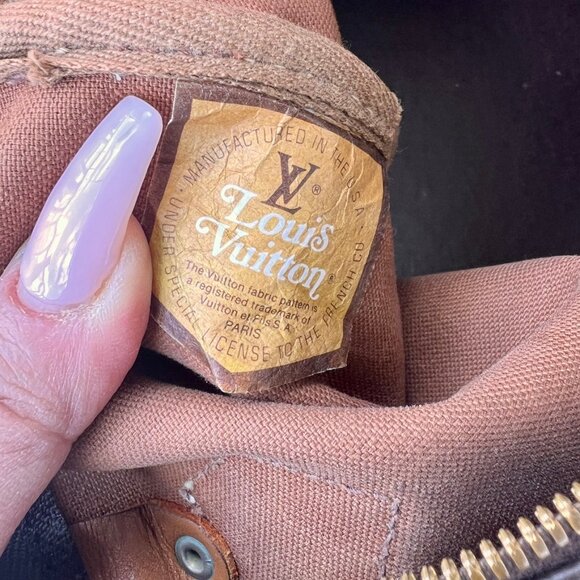 · MANUFACTURED IN THE U.S.A. ·
UNDER SPECIAL LICENSE TO THE FRENCH CO
LV®
Louis
Vuitton®
The Vuitton fabric pattern is
a registered trademark of
Vuitton et Fils S.A.
PARIS